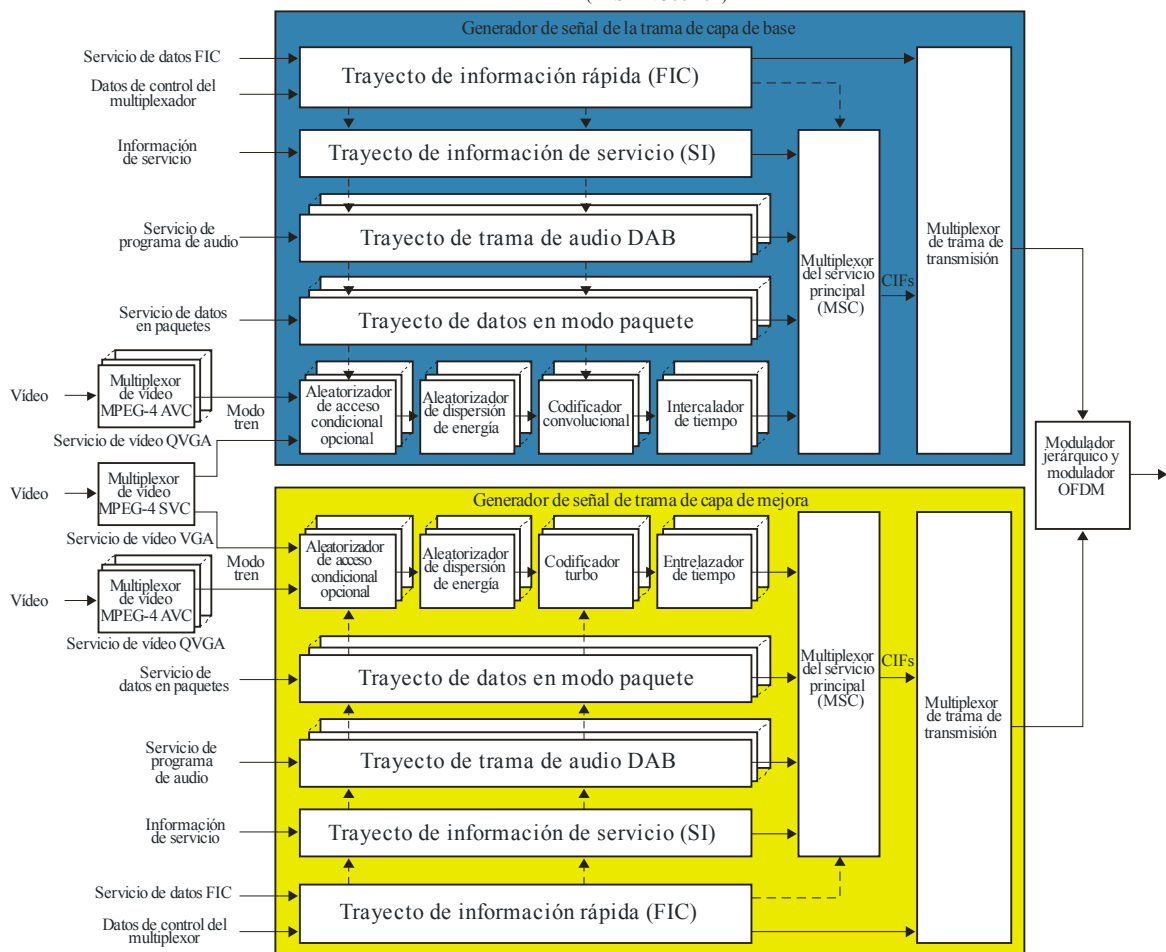 Generador de señal de la trama de capa de base
Servicio de datos FIC
Datos de control del
multiplexador
Trayecto de información rápida (FIC)
Información
de servicio
Trayecto de información de servicio (SI)
Servicio de
programa de audio
Trayecto de trama de audio DAB
Servicio de datos
en paquetes
Trayecto de datos en modo paquete
Vídeo
Multiplexor
de vídeo
MPEG-4 AVC
Modo
tren
Servicio de vídeo QVGA
Aleatorizador
de acceso
condicional
opcional
Aleatorizador
de dispersión
de energía
Codificador
convolucional
Intercalador
de tiempo
Multiplexor
del servicio
principal
(MSC)
CIFs
Multiplexor
de trama de
transmisión
Vídeo
Multiplexor
de vídeo
MPEG-4 SVC
Servicio de vídeo VGA
Modulador
jerárquico y
modulador
OFDM
Generador de señal de trama de capa de mejora
Vídeo
Multiplexor
de vídeo
MPEG-4 AVC
Modo
tren
Servicio de vídeo QVGA
Aleatorizador
de acceso
condicional
opcional
Aleatorizador
de dispersión
de energía
Codificador
turbo
Entrelazador
de tiempo
Servicio de
datos en paquetes
Trayecto de datos en modo paquete
Multiplexor
del servicio
principal
(MSC)
CIFs
Multiplexor
de trama de
transmisión
Servicio de
programa
de audio
Trayecto de trama de audio DAB
Información
de servicio
Trayecto de información de servicio (SI)
Servicio de datos FIC
Datos de control del
multiplexor
Trayecto de información rápida (FIC)